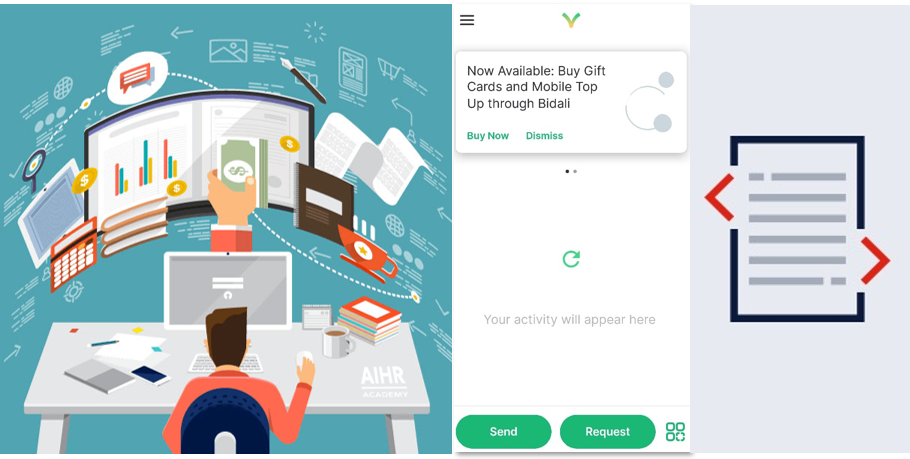 AIHR
ACADEMY
Now Available: Buy Gift
Cards and Mobile Top
Up through Bidali
Buy Now Dismiss
Your activity will appear here
Send Request